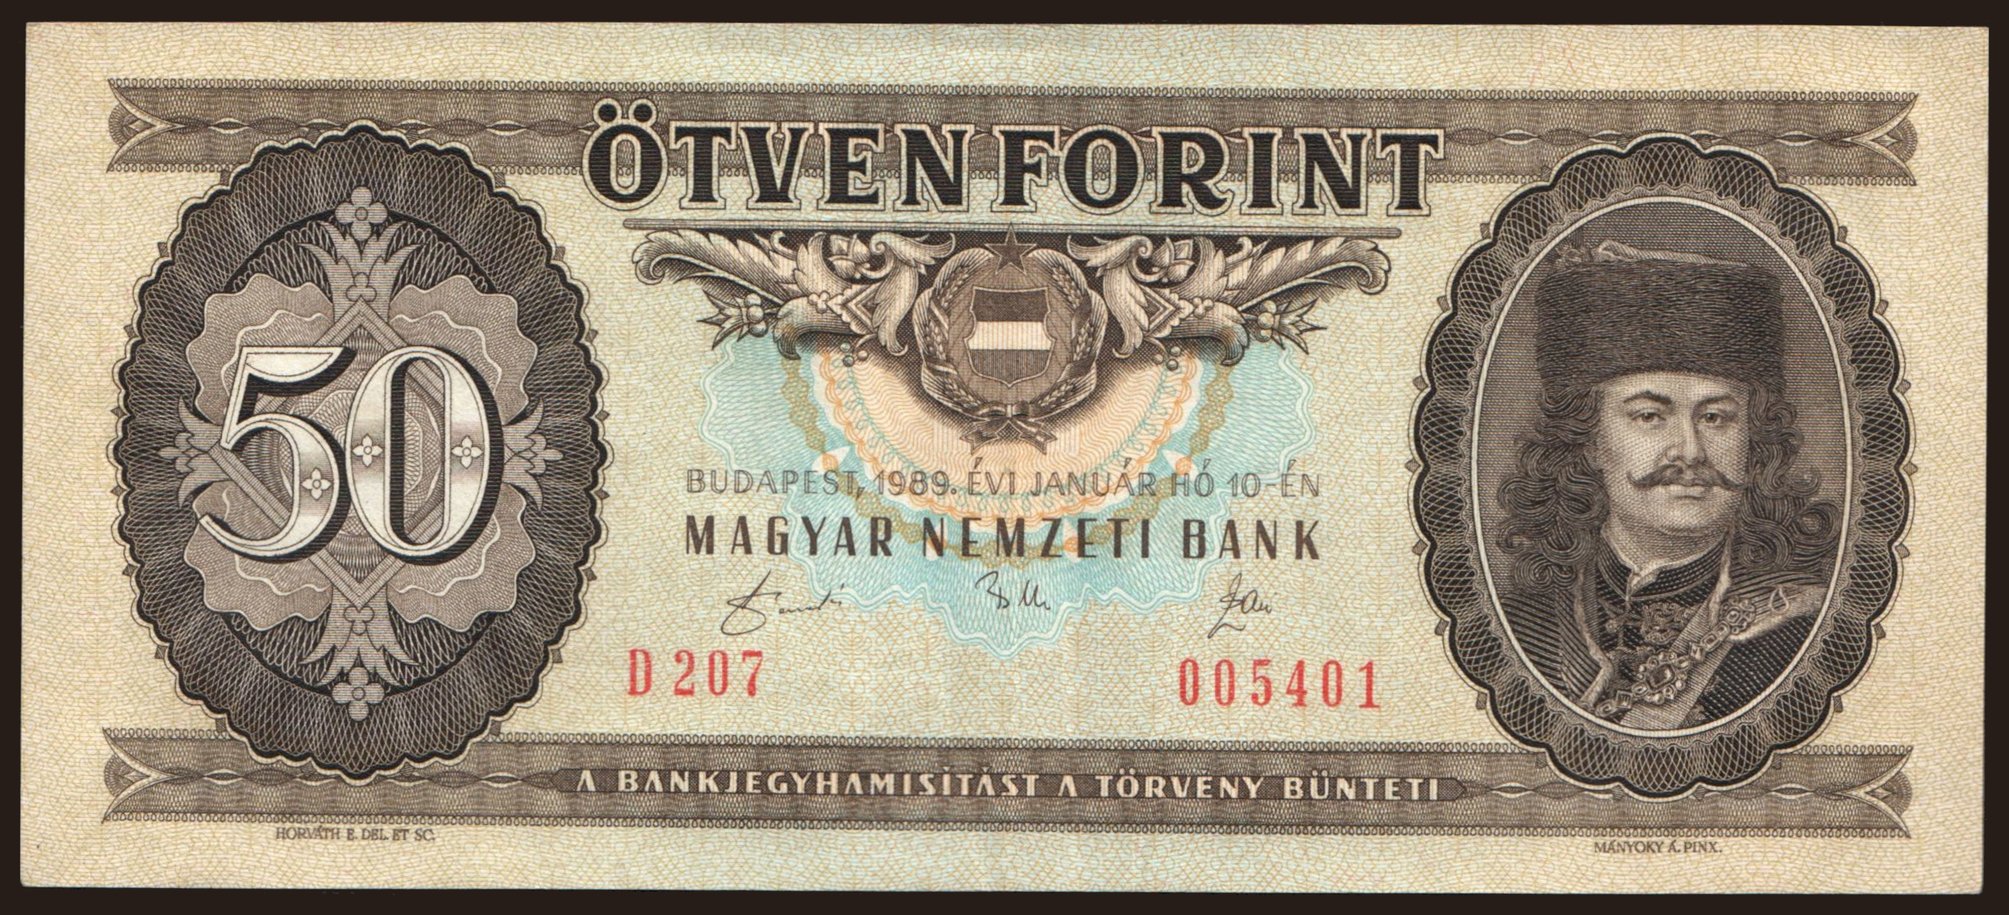 ÖTVEN FORINT
50
BUDAPEST, 1989. ÉVI JANUÁR HÓ 10-ÉN
MAGYAR NEMZETI BANK
D 207 005401
A BANKJEGYHAMISÍTÁST A TÖRVÉNY BÜNTETI
HORVÁTH E. DEL. ET SC.
MÁNYOKY Á. PINX.